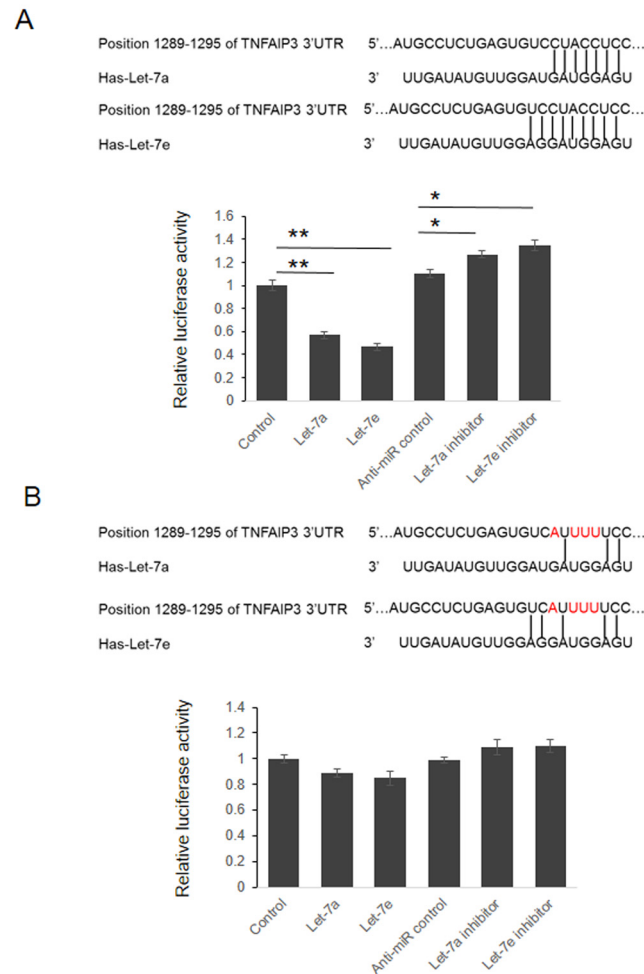 A
Position 1289-1295 of TNFAIP3 3'UTR 5'...AUGCCUCUGAGUGUCCUACCUCC...
Has-Let-7a 3' UUGAUAUGUUGGAUGAUGGAGU
Position 1289-1295 of TNFAIP3 3'UTR 5'...AUGCCUCUGAGUGUCCUACCUCC...
Has-Let-7e 3' UUGAUAUGUUGGAGGAUGGAGU
Relative luciferase activity
1.6
1.4
1.2
1
0.8
0.6
0.4
0.2
0
**
**
*
*
Control
Let-7a
Let-7e
Anti-miR control
Let-7a inhibitor
Let-7e inhibitor
B
Position 1289-1295 of TNFAIP3 3'UTR 5'...AUGCCUCUGAGUGUCAUUUUUCC...
Has-Let-7a 3' UUGAUAUGUUGGAUGAUGGAGU
Position 1289-1295 of TNFAIP3 3'UTR 5'...AUGCCUCUGAGUGUCAUUUUUCC...
Has-Let-7e 3' UUGAUAUGUUGGAGGAUGGAGU
Relative luciferase activity
1.4
1.2
1
0.8
0.6
0.4
0.2
0
Control
Let-7a
Let-7e
Anti-miR control
Let-7a inhibitor
Let-7e inhibitor